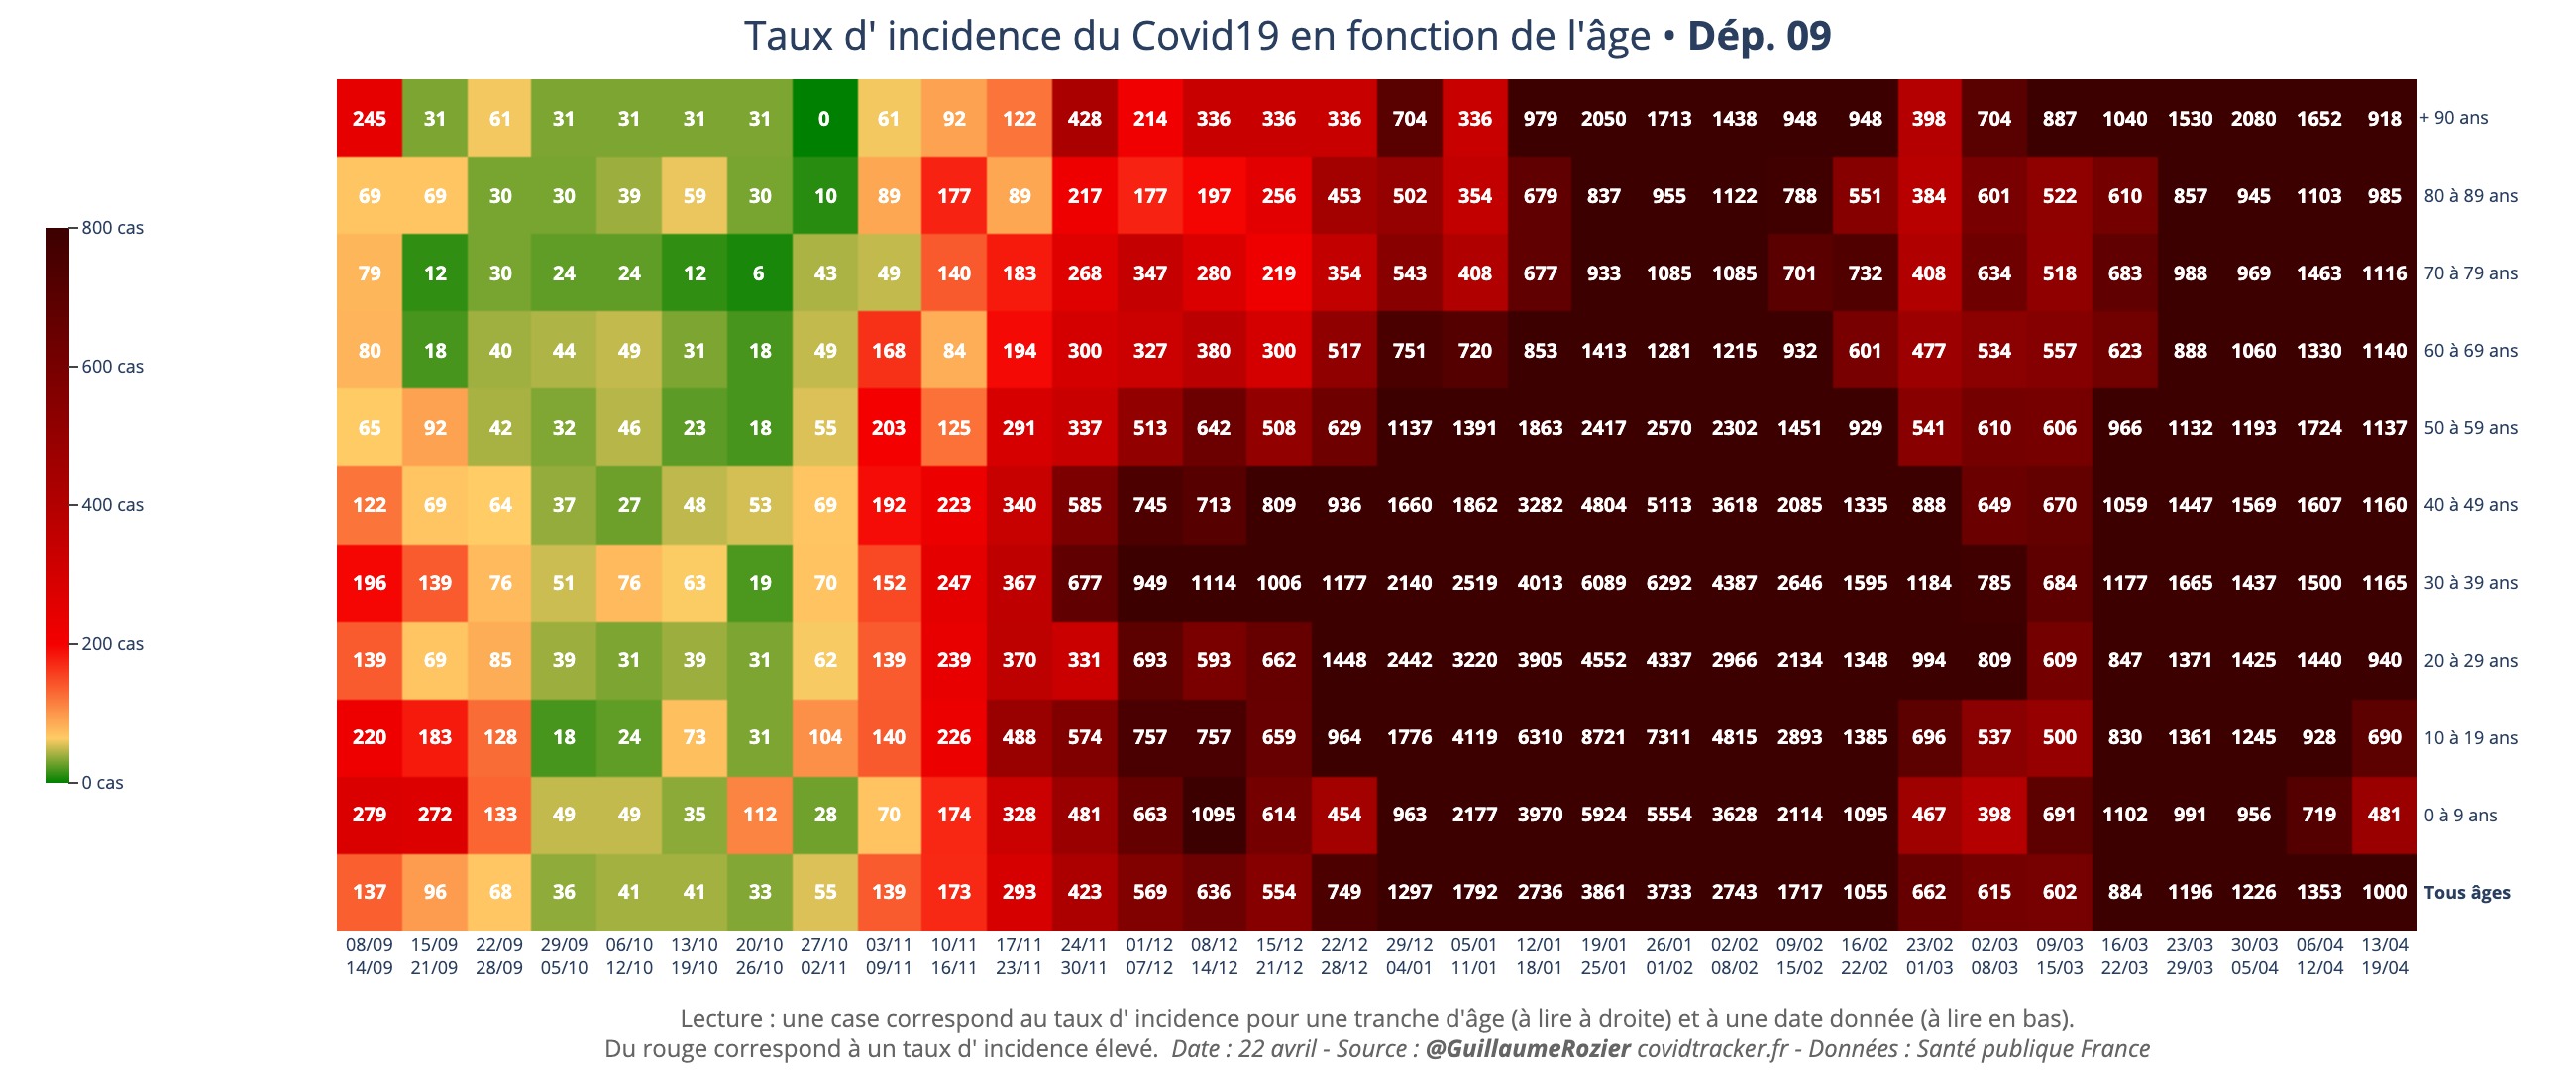 Taux d' incidence du Covid19 en fonction de l'âge • Dép. 09
245 31 61 31 31 31 31 0 61 92 122 428 214 336 336 336 704 336 979 2050 1713 1438 948 948 398 704 887 1040 1530 2080 1652 918 + 90 ans
69 69 30 30 39 59 30 10 89 177 89 217 177 197 256 453 502 354 679 837 955 1122 788 551 384 601 522 610 857 945 1103 985 80 à 89 ans
79 12 30 24 24 12 6 43 49 140 183 268 347 280 219 354 543 408 677 933 1085 1085 701 732 408 634 518 683 988 969 1463 1116 70 à 79 ans
80 18 40 44 49 31 18 49 168 84 194 300 327 380 300 517 751 720 853 1413 1281 1215 932 601 477 534 557 623 888 1060 1330 1140 60 à 69 ans
65 92 42 32 46 23 18 55 203 125 291 337 513 642 508 629 1137 1391 1863 2417 2570 2302 1451 929 541 610 606 966 1132 1193 1724 1137 50 à 59 ans
122 69 64 37 27 48 53 69 192 223 340 585 745 713 809 936 1660 1862 3282 4804 5113 3618 2085 1335 888 649 670 1059 1447 1569 1607 1160 40 à 49 ans
196 139 76 51 76 63 19 70 152 247 367 677 949 1114 1006 1177 2140 2519 4013 6089 6292 4387 2646 1595 1184 785 684 1177 1665 1437 1500 1165 30 à 39 ans
139 69 85 39 31 39 31 62 139 239 370 331 693 593 662 1448 2442 3220 3905 4552 4337 2966 2134 1348 994 809 609 847 1371 1425 1440 940 20 à 29 ans
220 183 128 18 24 73 31 104 140 226 488 574 757 757 659 964 1776 4119 6310 8721 7311 4815 2893 1385 696 537 500 830 1361 1245 928 690 10 à 19 ans
279 272 133 49 49 35 112 28 70 174 328 481 663 1095 614 454 963 2177 3970 5924 5554 3628 2114 1095 467 398 691 1102 991 956 719 481 0 à 9 ans
137 96 68 36 41 41 33 55 139 173 293 423 569 636 554 749 1297 1792 2736 3861 3733 2743 1717 1055 662 615 602 884 1196 1226 1353 1000 Tous âges
08/09 15/09 22/09 29/09 06/10 13/10 20/10 27/10 03/11 10/11 17/11 24/11 01/12 08/12 15/12 22/12 29/12 05/01 12/01 19/01 26/01 02/02 09/02 16/02 23/02 02/03 09/03 16/03 23/03 30/03 06/04 13/04
14/09 21/09 28/09 05/10 12/10 19/10 26/10 02/11 09/11 16/11 23/11 30/11 07/12 14/12 21/12 28/12 04/01 11/01 18/01 25/01 01/02 08/02 15/02 22/02 01/03 08/03 15/03 22/03 29/03 05/04 12/04 19/04
800 cas
600 cas
400 cas
200 cas
0 cas
Lecture : une case correspond au taux d' incidence pour une tranche d'âge (à lire à droite) et à une date donnée (à lire en bas).
Du rouge correspond à un taux d' incidence élevé. Date : 22 avril - Source : @GuillaumeRozier covidtracker.fr - Données : Santé publique France